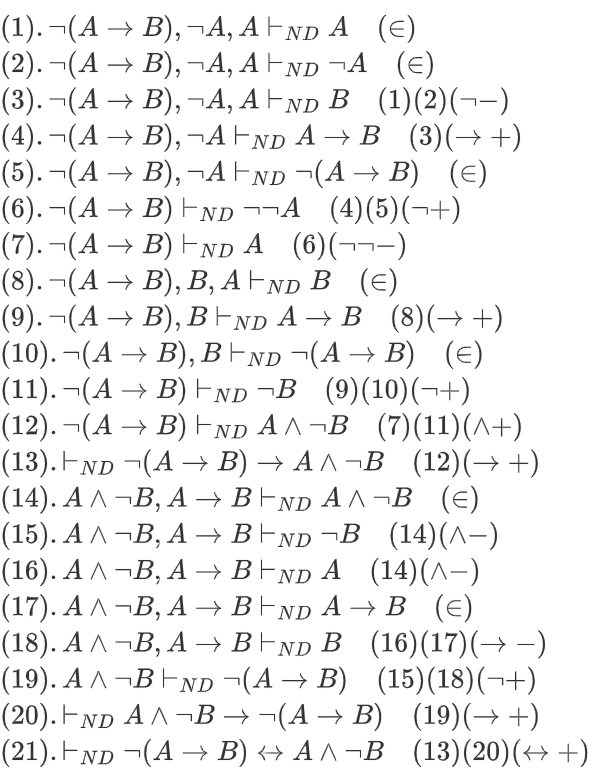 (1). ¬(A → B), ¬A, A ⊢_ND A (∈)
(2). ¬(A → B), ¬A, A ⊢_ND ¬A (∈)
(3). ¬(A → B), ¬A, A ⊢_ND B (1)(2)(¬−)
(4). ¬(A → B), ¬A ⊢_ND A → B (3)(→ +)
(5). ¬(A → B), ¬A ⊢_ND ¬(A → B) (∈)
(6). ¬(A → B) ⊢_ND ¬¬A (4)(5)(¬+)
(7). ¬(A → B) ⊢_ND A (6)(¬¬−)
(8). ¬(A → B), B, A ⊢_ND B (∈)
(9). ¬(A → B), B ⊢_ND A → B (8)(→ +)
(10). ¬(A → B), B ⊢_ND ¬(A → B) (∈)
(11). ¬(A → B) ⊢_ND ¬B (9)(10)(¬+)
(12). ¬(A → B) ⊢_ND A ∧ ¬B (7)(11)(∧+)
(13). ⊢_ND ¬(A → B) → A ∧ ¬B (12)(→ +)
(14). A ∧ ¬B, A → B ⊢_ND A ∧ ¬B (∈)
(15). A ∧ ¬B, A → B ⊢_ND ¬B (14)(∧−)
(16). A ∧ ¬B, A → B ⊢_ND A (14)(∧−)
(17). A ∧ ¬B, A → B ⊢_ND A → B (∈)
(18). A ∧ ¬B, A → B ⊢_ND B (16)(17)(→ −)
(19). A ∧ ¬B ⊢_ND ¬(A → B) (15)(18)(¬+)
(20). ⊢_ND A ∧ ¬B → ¬(A → B) (19)(→ +)
(21). ⊢_ND ¬(A → B) ↔ A ∧ ¬B (13)(20)(↔ +)